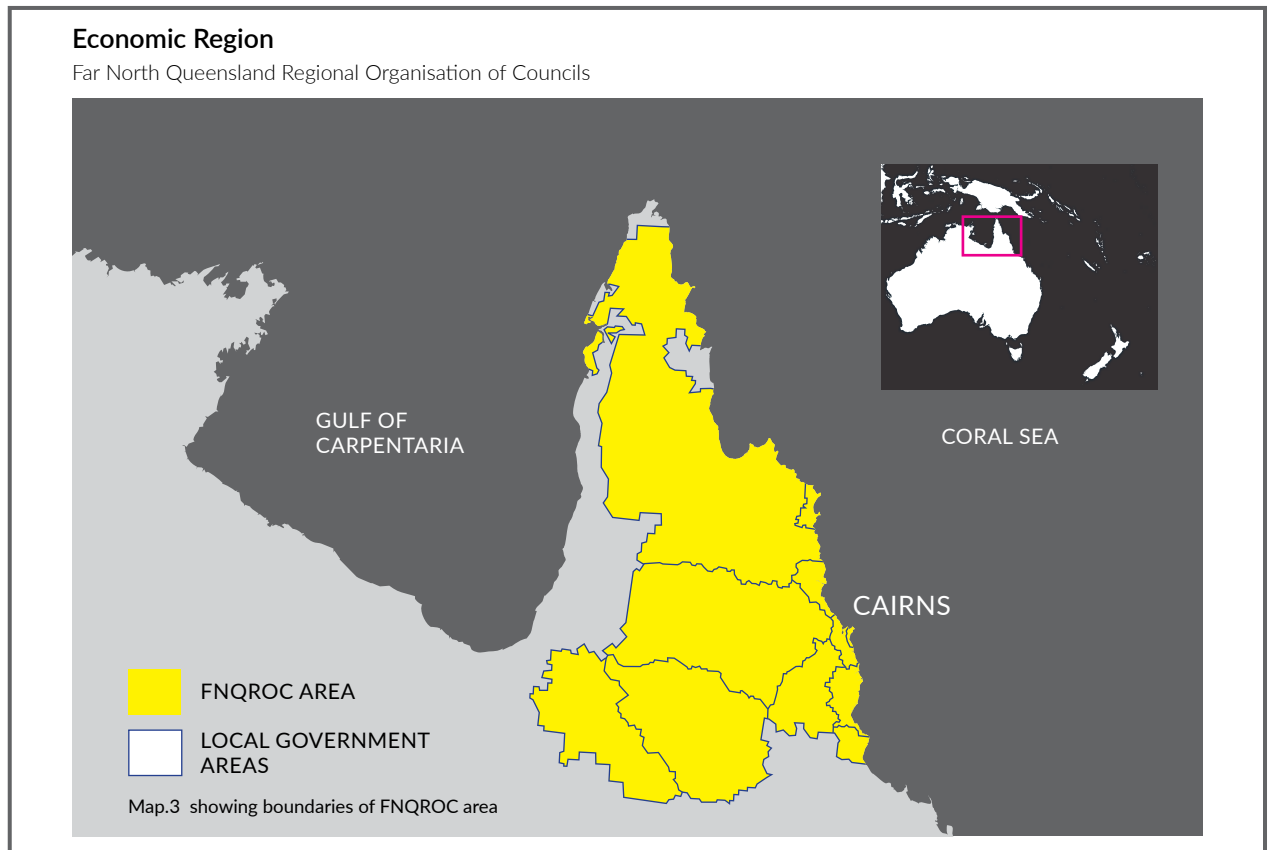 Economic Region
Far North Queensland Regional Organisation of Councils
GULF OF
CARPENTARIA
CORAL SEA
CAIRNS
FNQROC AREA
LOCAL GOVERNMENT
AREAS
Map.3 showing boundaries of FNQROC area